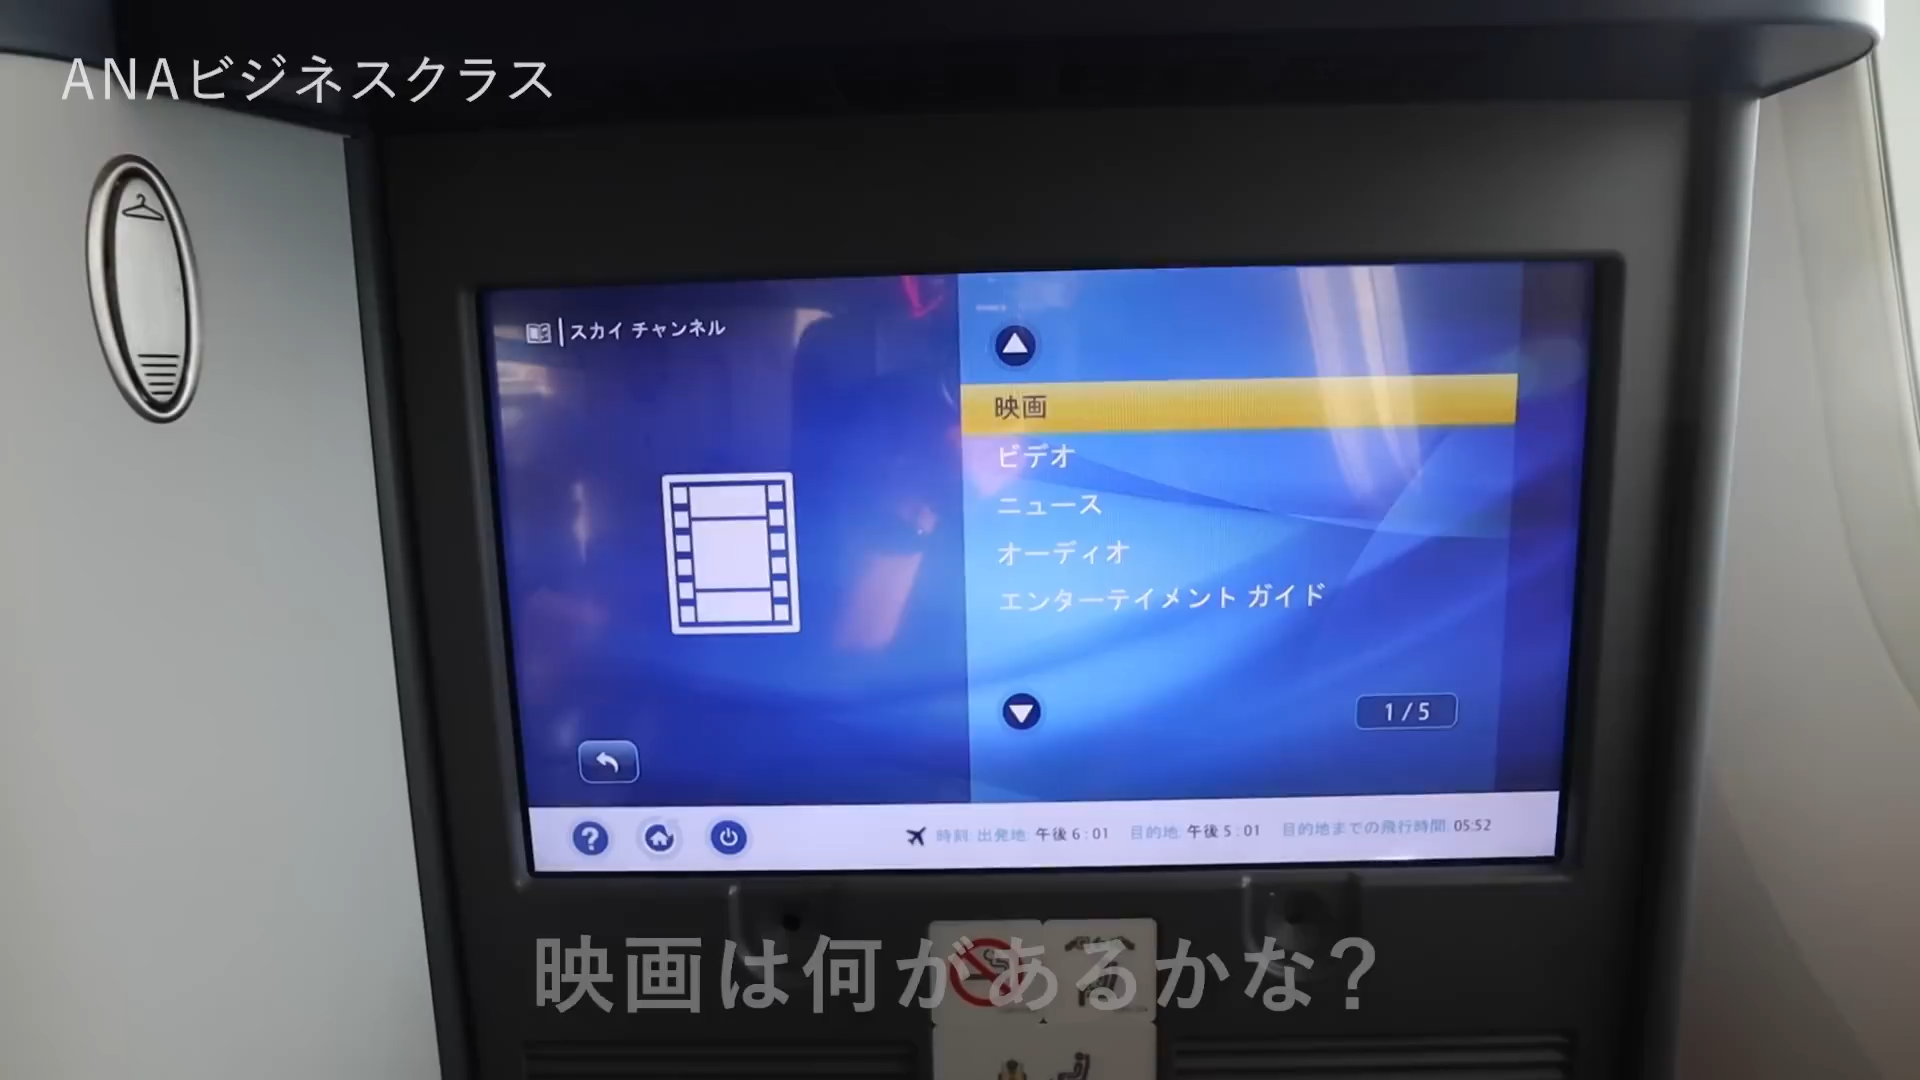 ANAビジネスクラス
スカイ チャンネル
映画
ビデオ
ニュース
オーディオ
エンターテイメント ガイド
1 / 5
?
時刻: 出発地: 午後 6 : 01 目的地: 午後 5 : 01 目的地までの飛行時間: 05:52
映画は何があるかな?